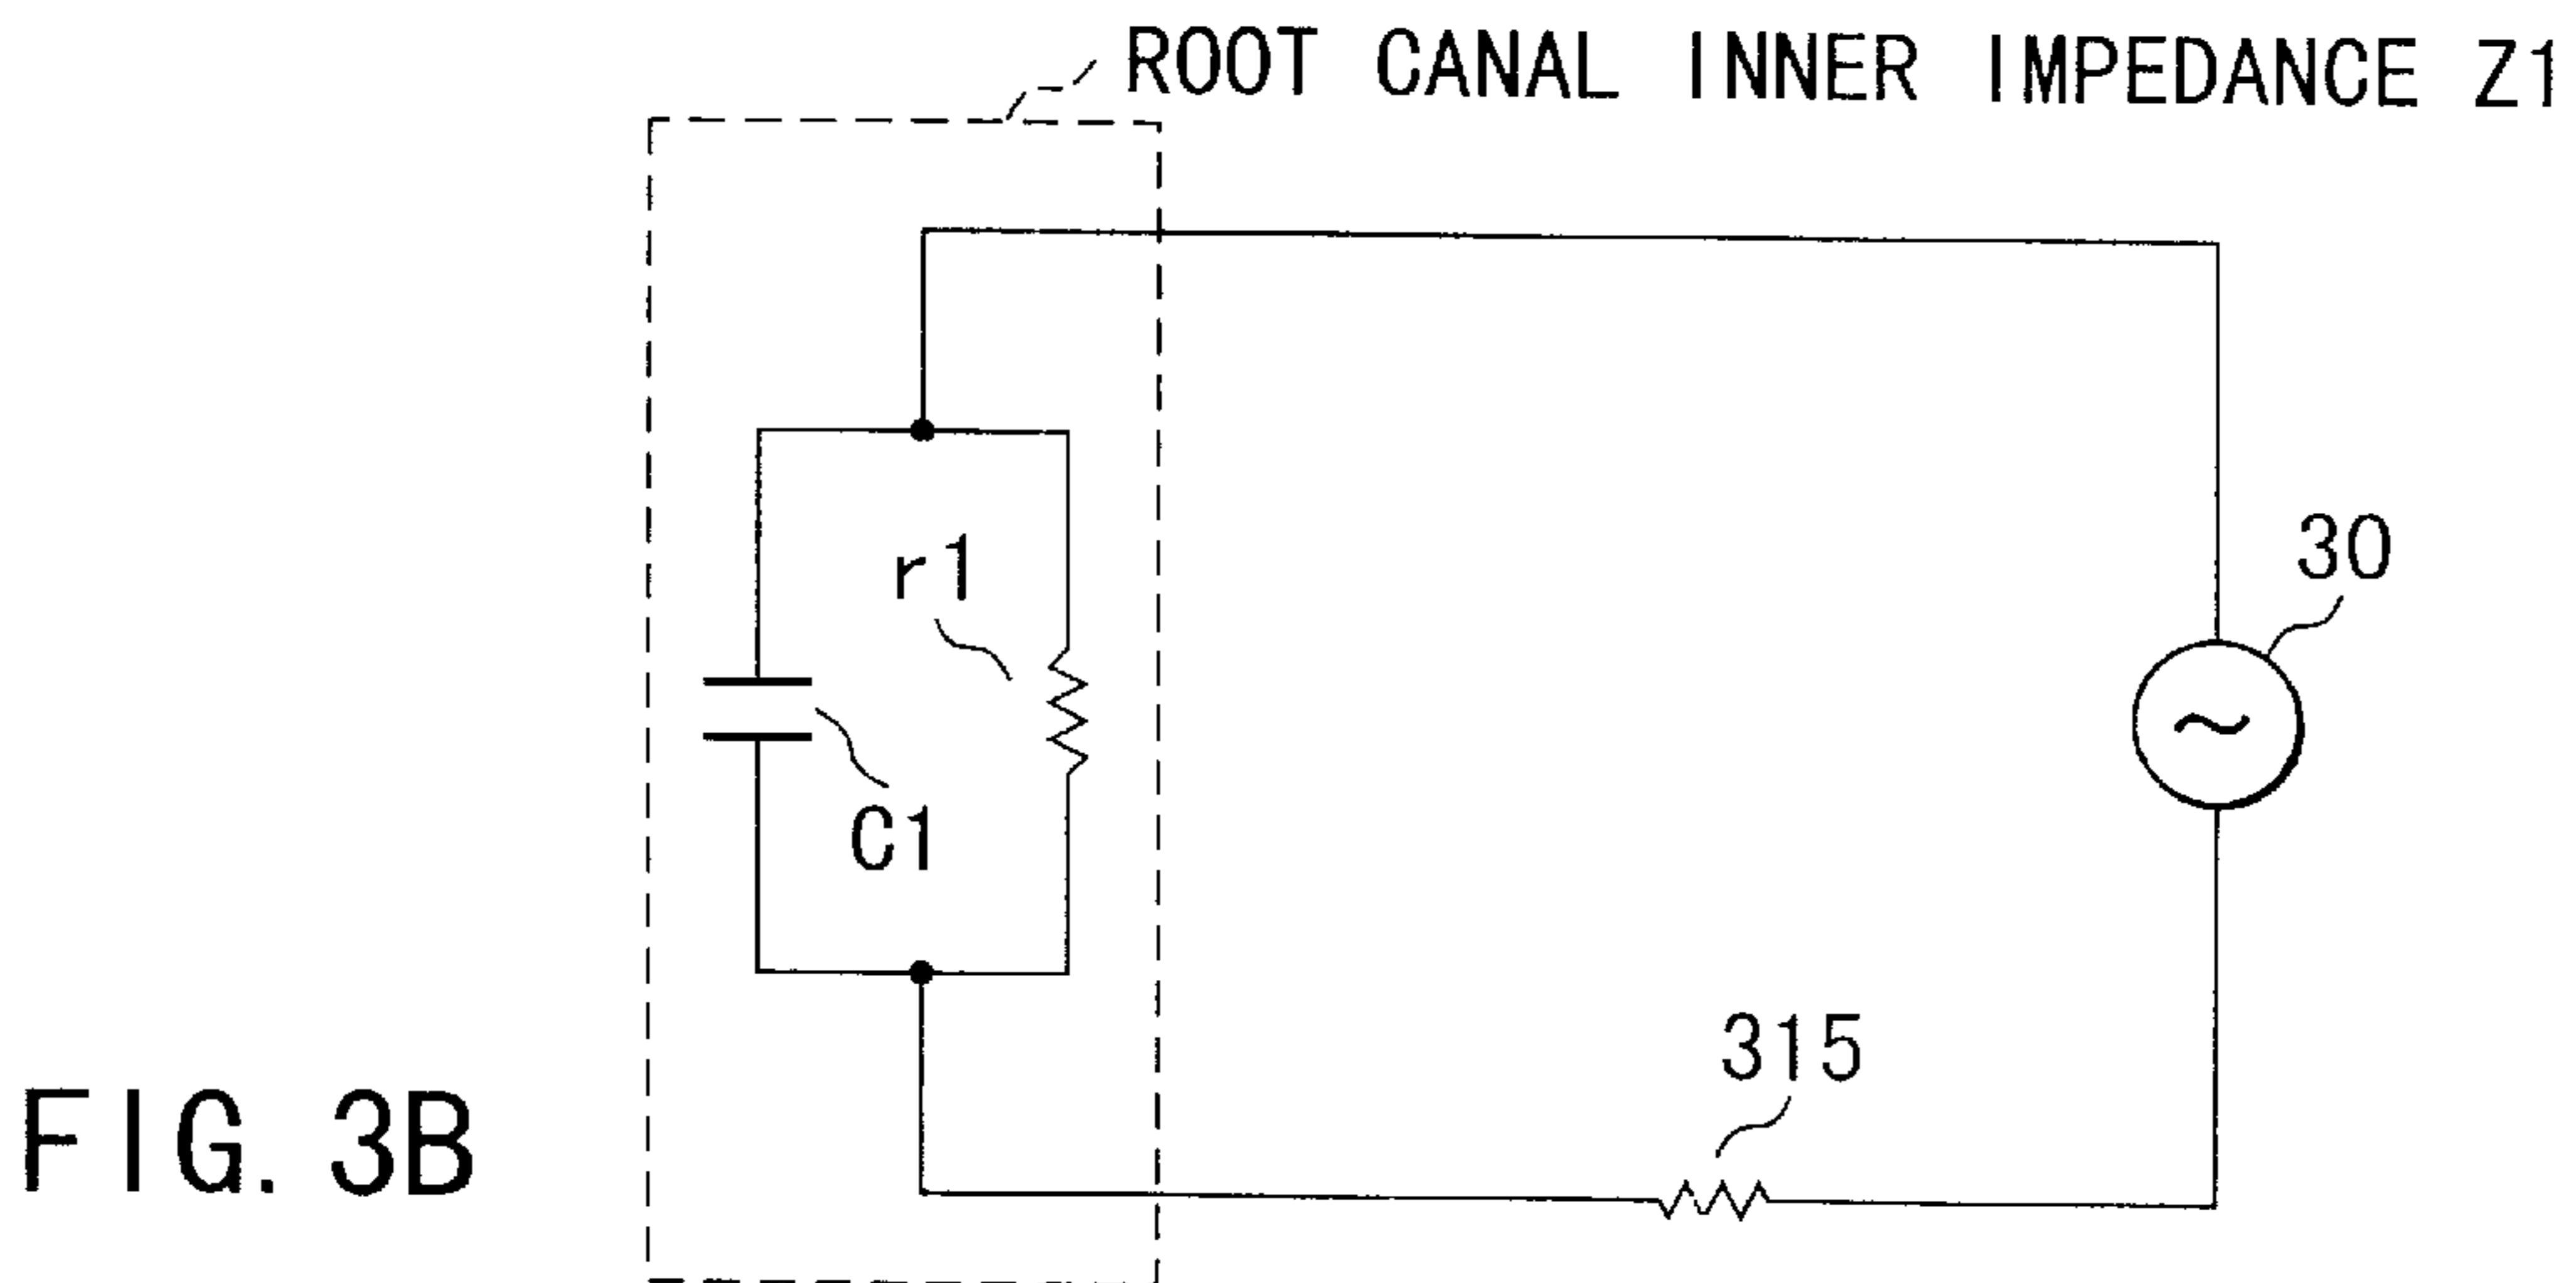 ROOT CANAL INNER IMPEDANCE Z1
r1
30
C1
315
FIG. 3B